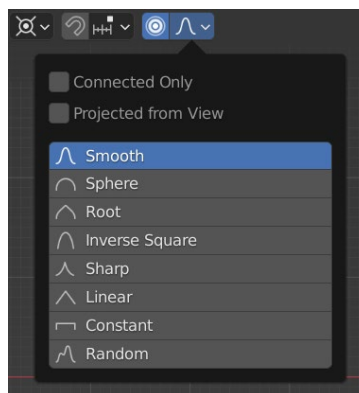 Connected Only
Projected from View
Smooth
Sphere
Root
Inverse Square
Sharp
Linear
Constant
Random